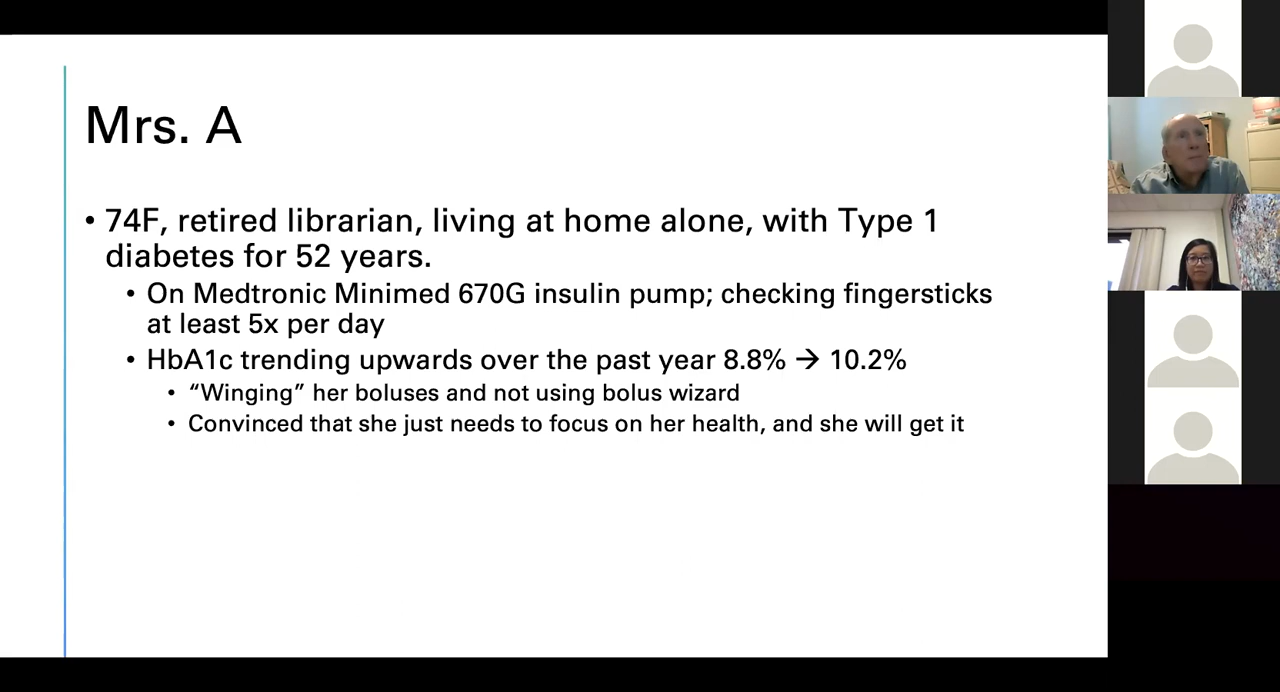 Mrs. A
• 74F, retired librarian, living at home alone, with Type 1
diabetes for 52 years.
• On Medtronic Minimed 670G insulin pump; checking fingersticks
at least 5x per day
• HbA1c trending upwards over the past year 8.8% → 10.2%
• “Winging” her boluses and not using bolus wizard
• Convinced that she just needs to focus on her health, and she will get it